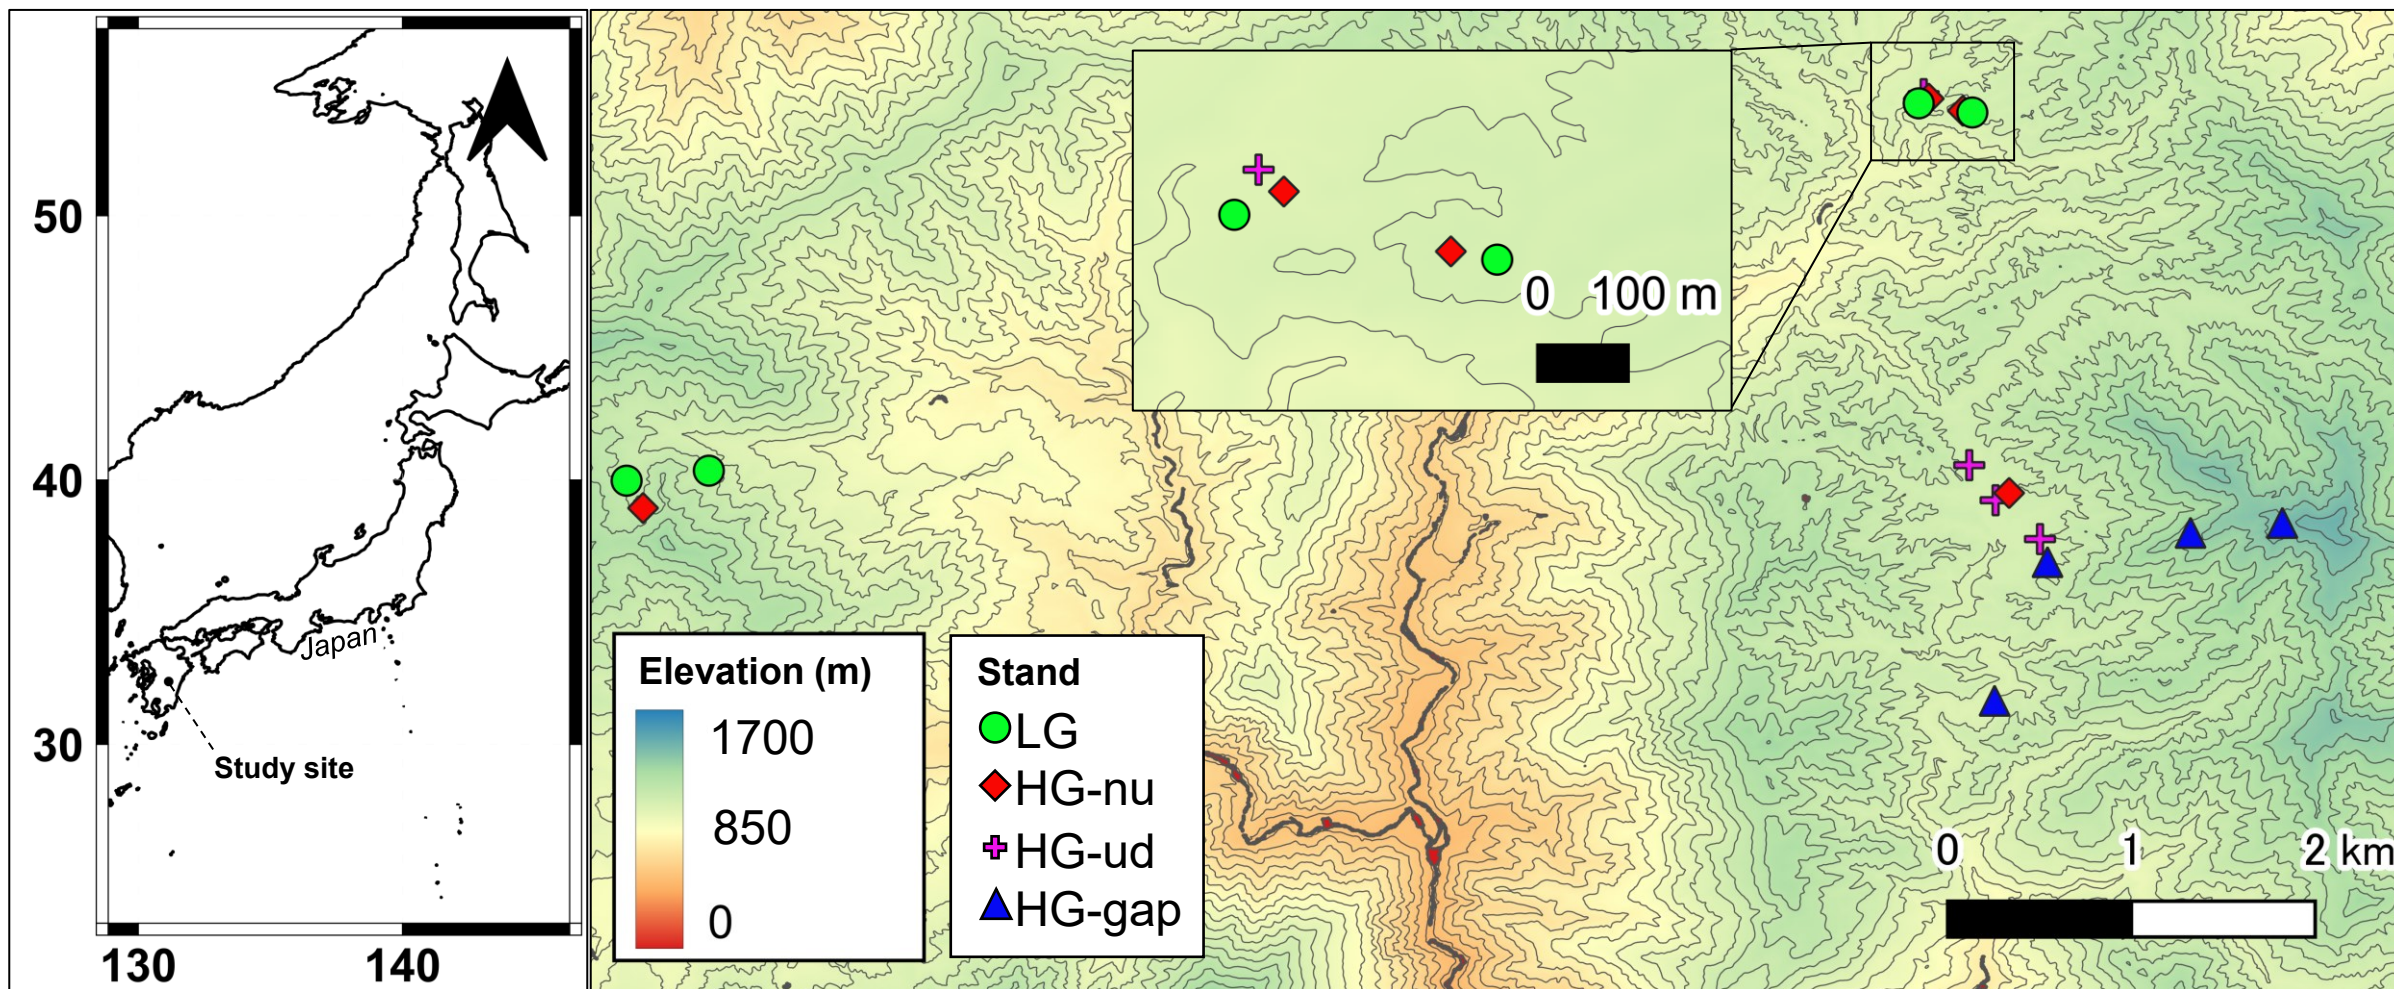 50
40
30
130
140
Japan
Study site
0 100 m
Elevation (m)
1700
850
0
Stand
LG
HG-nu
HG-ud
HG-gap
0 1 2 km